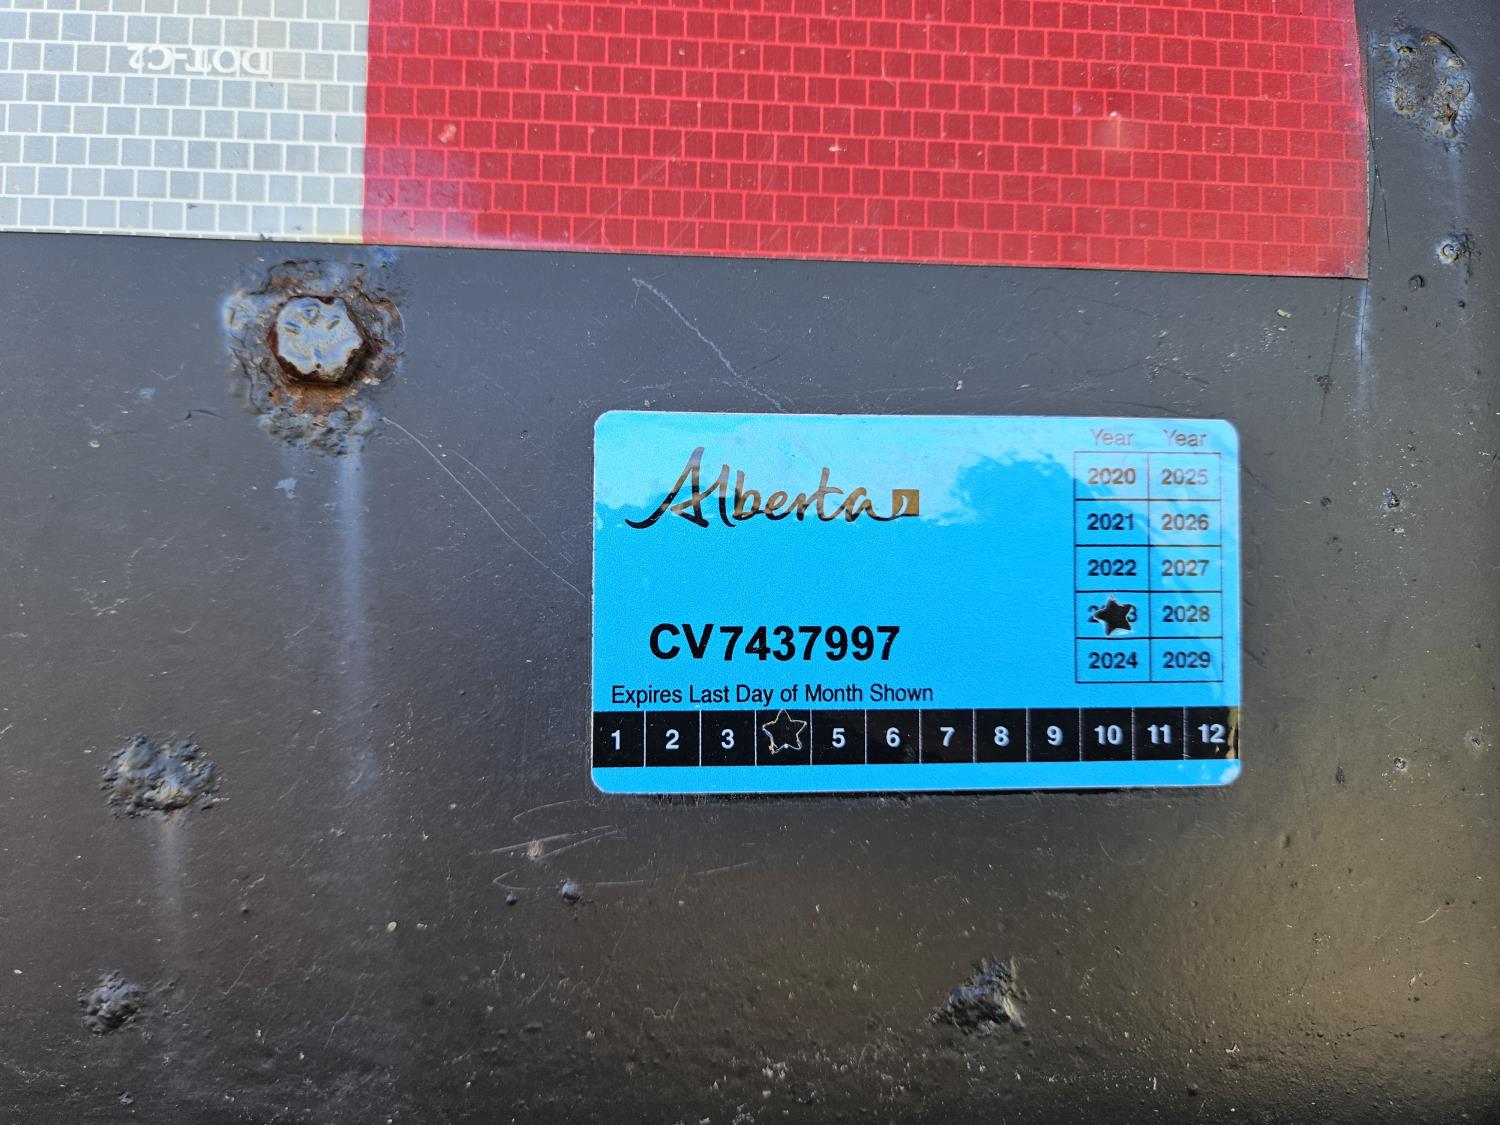 DOT-C2
Alberta
Year Year
2020 2025
2021 2026
2022 2027
2028
2024 2029
CV7437997
Expires Last Day of Month Shown
1 2 3 5 6 7 8 9 10 11 12